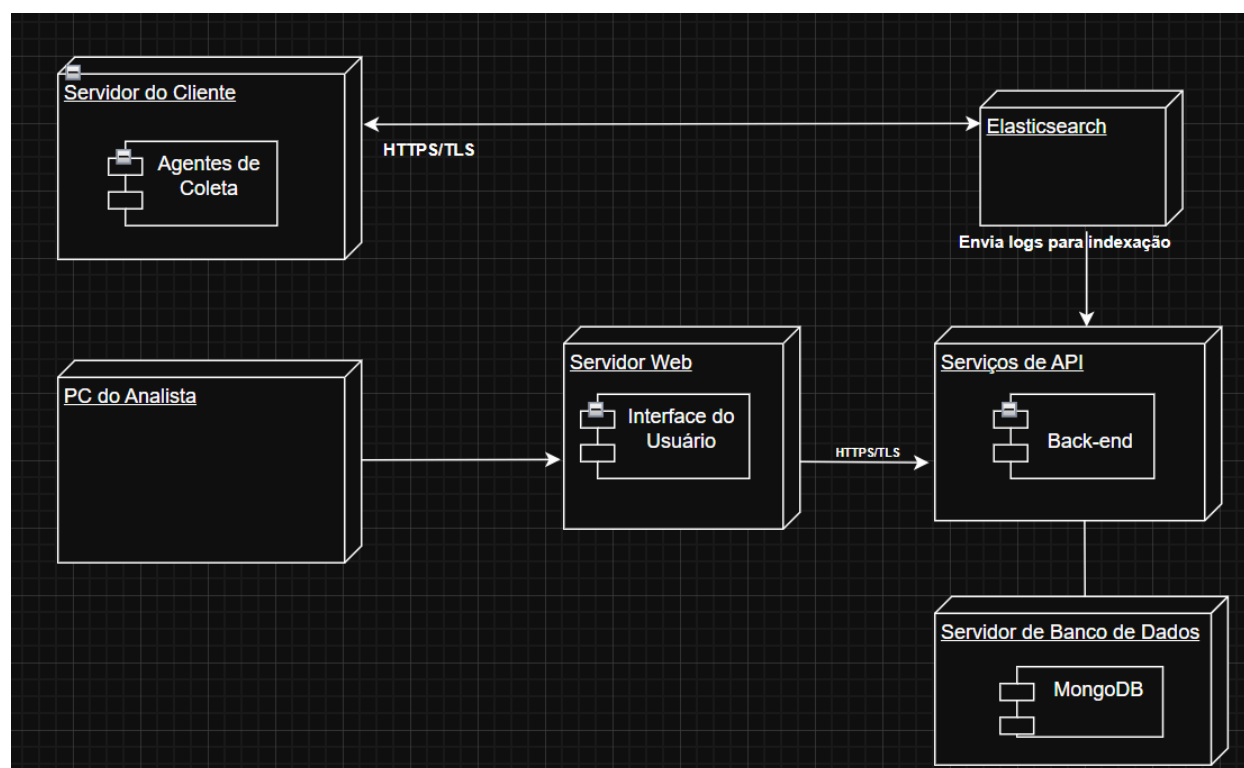 Servidor do Cliente
Agentes de
Coleta
HTTPS/TLS
Elasticsearch
Envia logs para indexação
PC do Analista
Servidor Web
Interface do
Usuário
HTTPS/TLS
Serviços de API
Back-end
Servidor de Banco de Dados
MongoDB